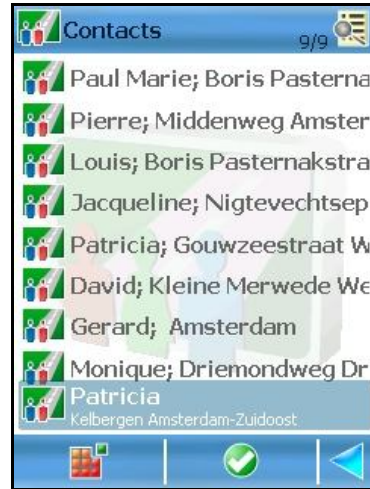 Contacts
9/9
Paul Marie; Boris Pasterna
Pierre; Middenweg Amster
Louis; Boris Pasternakstra
Jacqueline; Nigtevechtsep
Patricia; Gouwzeestraat W
David; Kleine Merwede We
Gerard; Amsterdam
Monique; Driemondweg Dr
Patricia
Kelbergen Amsterdam-Zuidoost